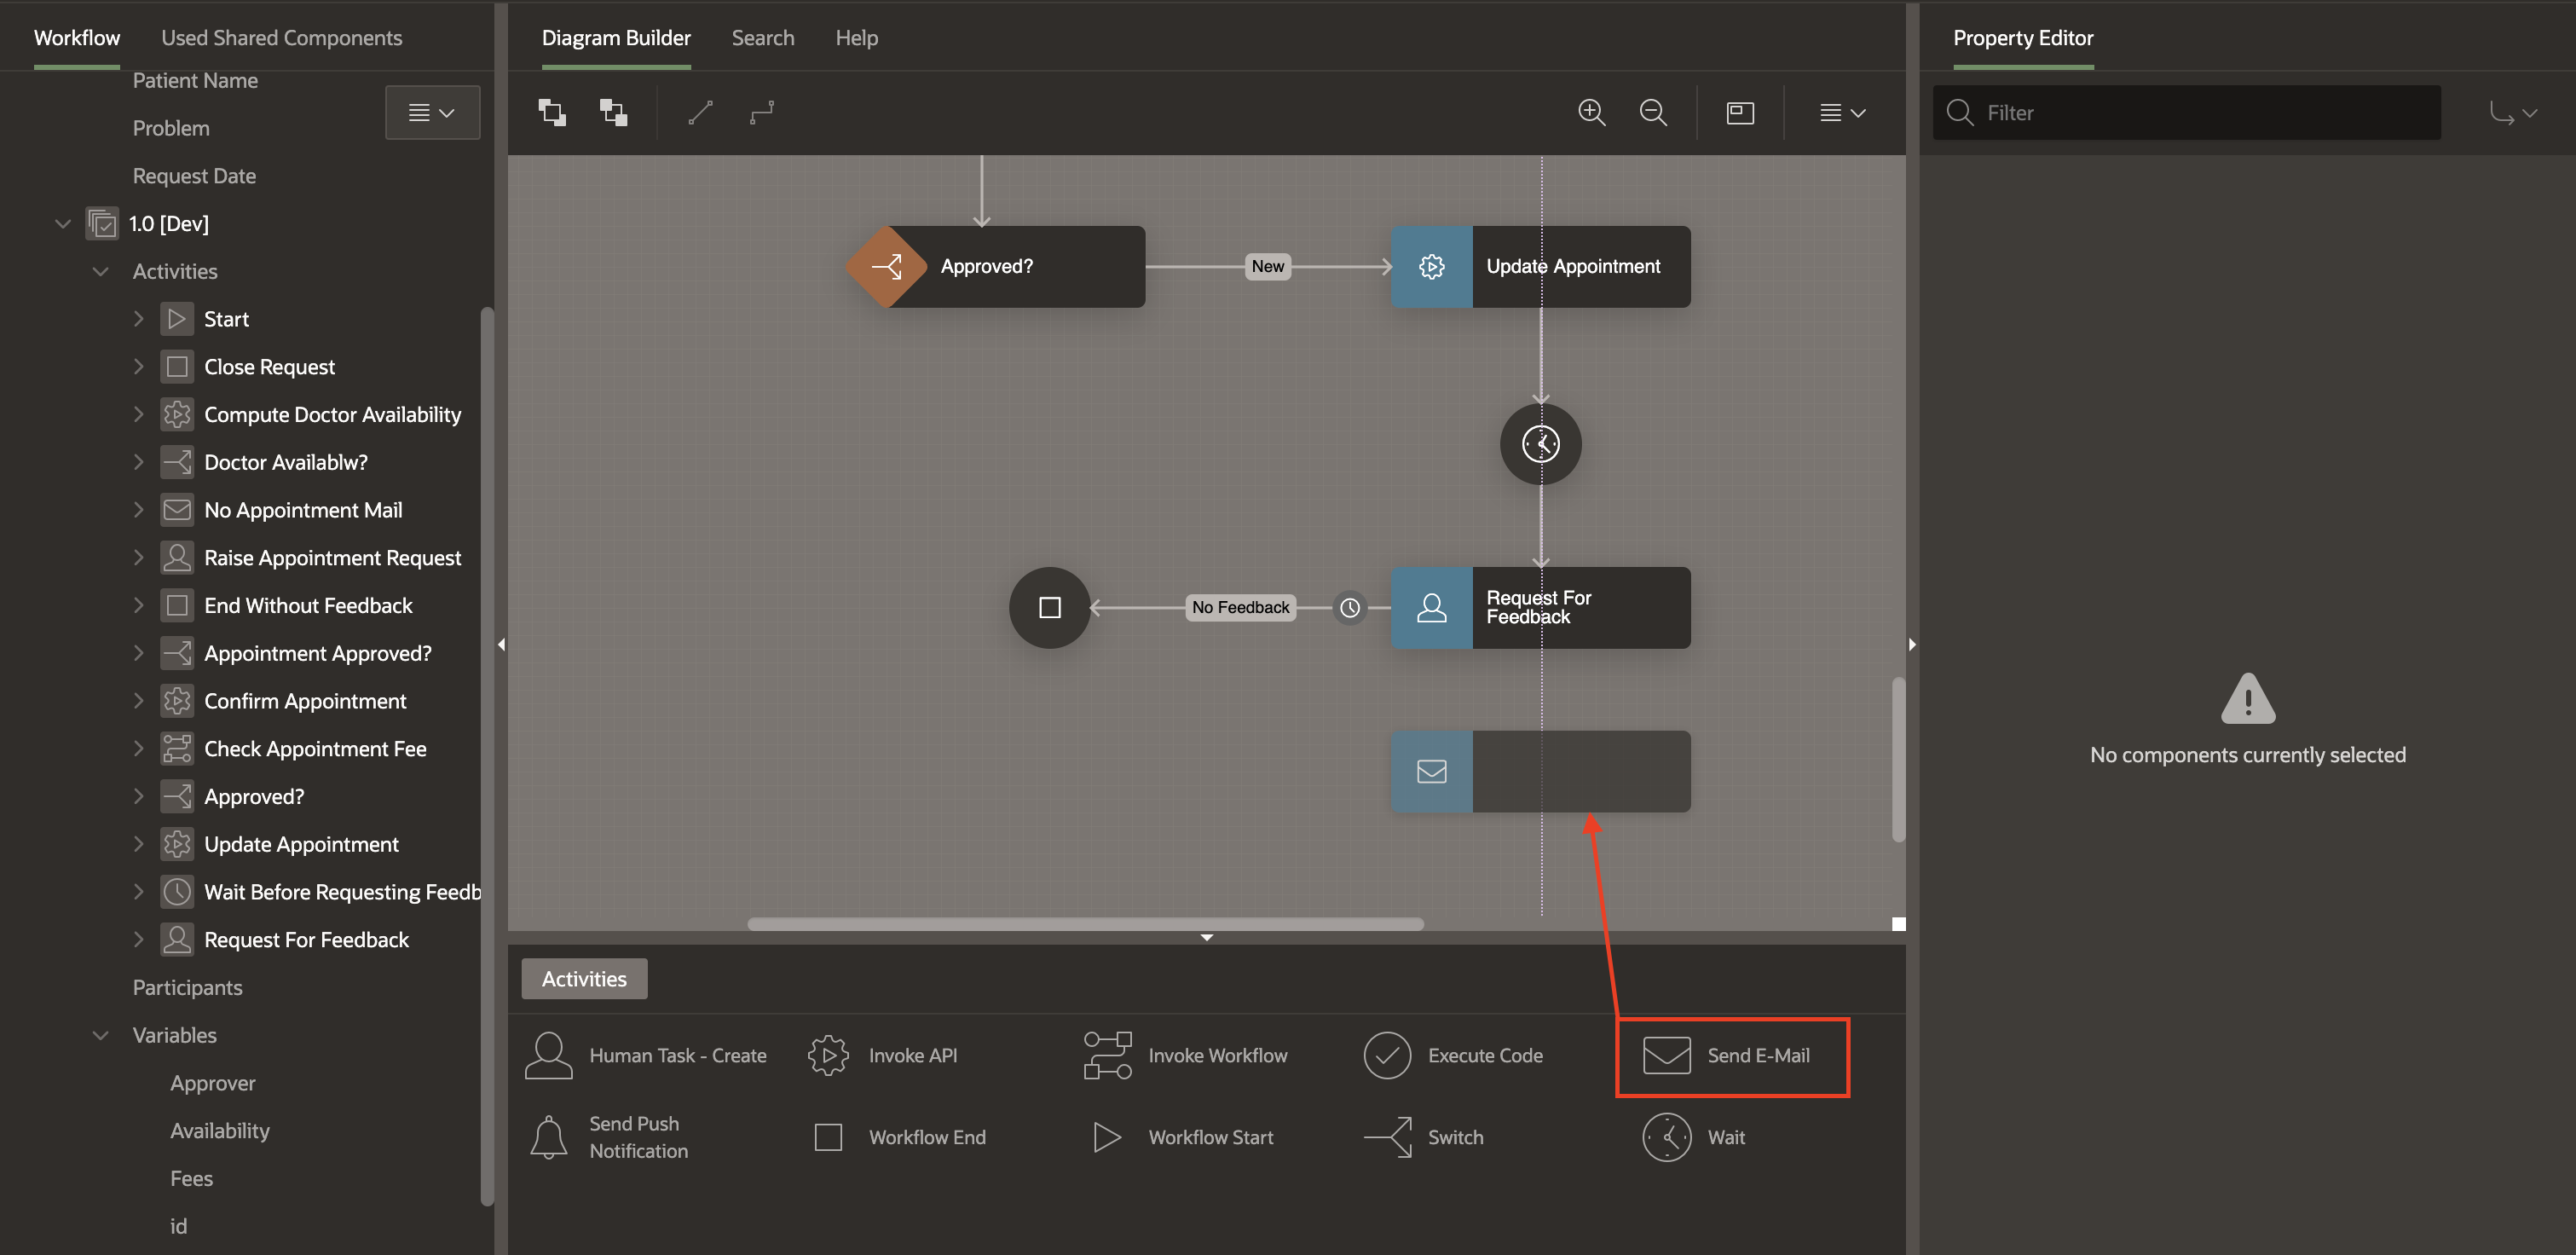 Workflow
Used Shared Components
Patient Name
Problem
Request Date
1.0 [Dev]
Activities
Start
Close Request
Compute Doctor Availability
Doctor Availablw?
No Appointment Mail
Raise Appointment Request
End Without Feedback
Appointment Approved?
Confirm Appointment
Check Appointment Fee
Approved?
Update Appointment
Wait Before Requesting Feedb
Request For Feedback
Participants
Variables
Approver
Availability
Fees
id
Diagram Builder
Search
Help
Approved?
New
Update Appointment
No Feedback
Request For
Feedback
Activities
Human Task - Create
Invoke API
Invoke Workflow
Execute Code
Send E-Mail
Send Push
Notification
Workflow End
Workflow Start
Switch
Wait
Property Editor
Filter
No components currently selected